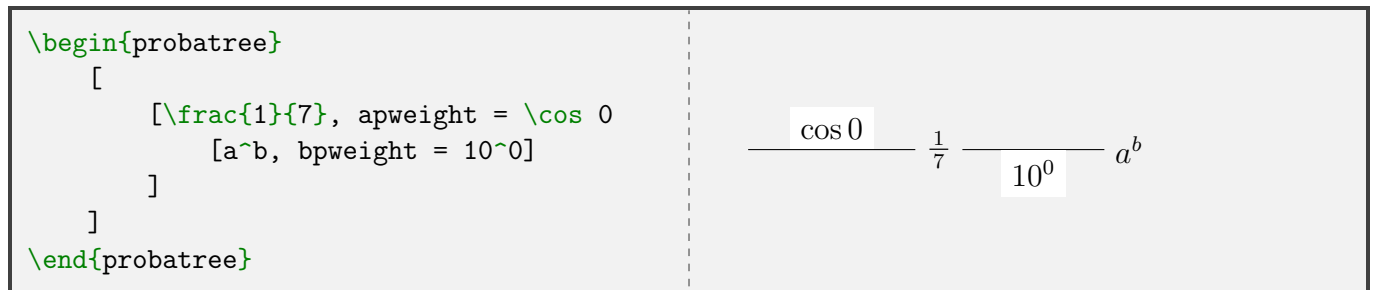 \begin{probatree}
    [
        [\frac{1}{7}, apweight = \cos 0
            [a^b, bpweight = 10^0]
        ]
    ]
\end{probatree}
cos 0
1/7
10^0
a^b